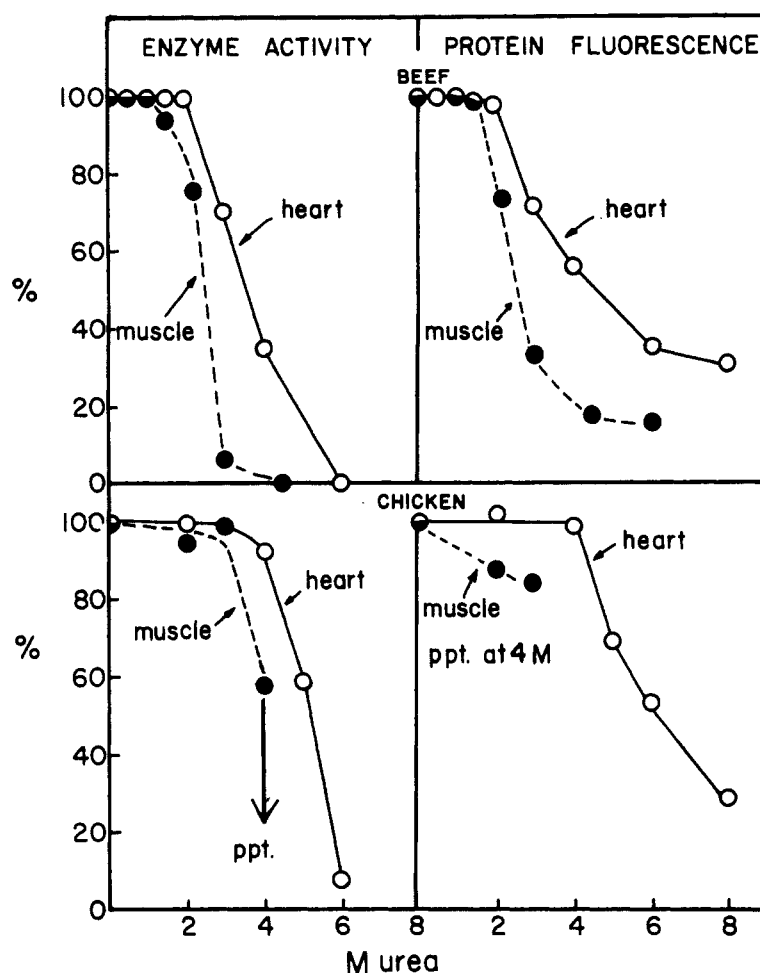 ENZYME ACTIVITY
PROTEIN FLUORESCENCE
BEEF
100
80
60
40
20
0
%
heart
muscle
heart
muscle
CHICKEN
100
80
60
40
20
0
%
heart
muscle
ppt.
heart
muscle
ppt. at 4 M
2
4
6
8
2
4
6
8
M urea